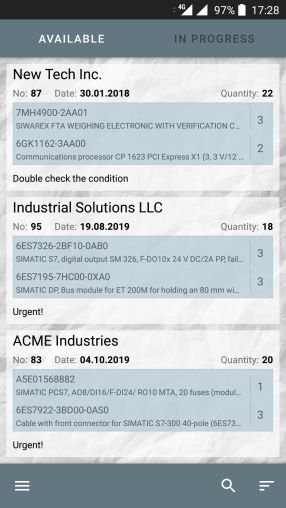 4G 97% 17:28
AVAILABLE IN PROGRESS
New Tech Inc.
No: 87 Date: 30.01.2018 Quantity: 22
7MH4900-2AA01 3
SIWAREX FTA WEIGHING ELECTRONIC WITH VERIFICATION C...
6GK1162-3AA00 2
Communications processor CP 1623 PCI Express X1 (3, 3 V/12 ...
Double check the condition
Industrial Solutions LLC
No: 95 Date: 19.08.2019 Quantity: 18
6ES7326-2BF10-0AB0 3
SIMATIC S7, digital output SM 326, F-DO10x 24 V DC/2A PP, fail...
6ES7195-7HC00-0XA0 3
SIMATIC DP, Bus module for ET 200M for holding an 80 mm wi...
Urgent!
ACME Industries
No: 83 Date: 04.10.2019 Quantity: 20
A5E01568882 1
SIMATIC PCS7, AO8/DI16/F-DI24/ RO10 MTA, 20 fuses (modul...
6ES7922-3BD00-0AS0 3
Cable with front connector for SIMATIC S7-300 40-pole (6ES73...
Urgent!